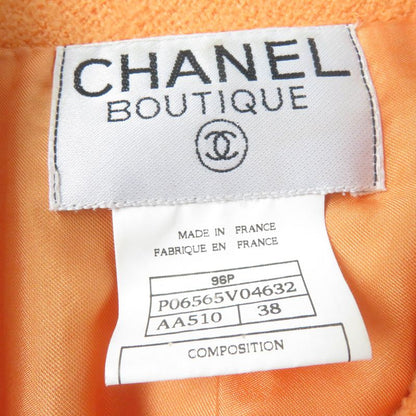 CHANEL
BOUTIQUE
MADE IN FRANCE
FABRIQUE EN FRANCE
96P
P06565V04632
AA510 38
COMPOSITION